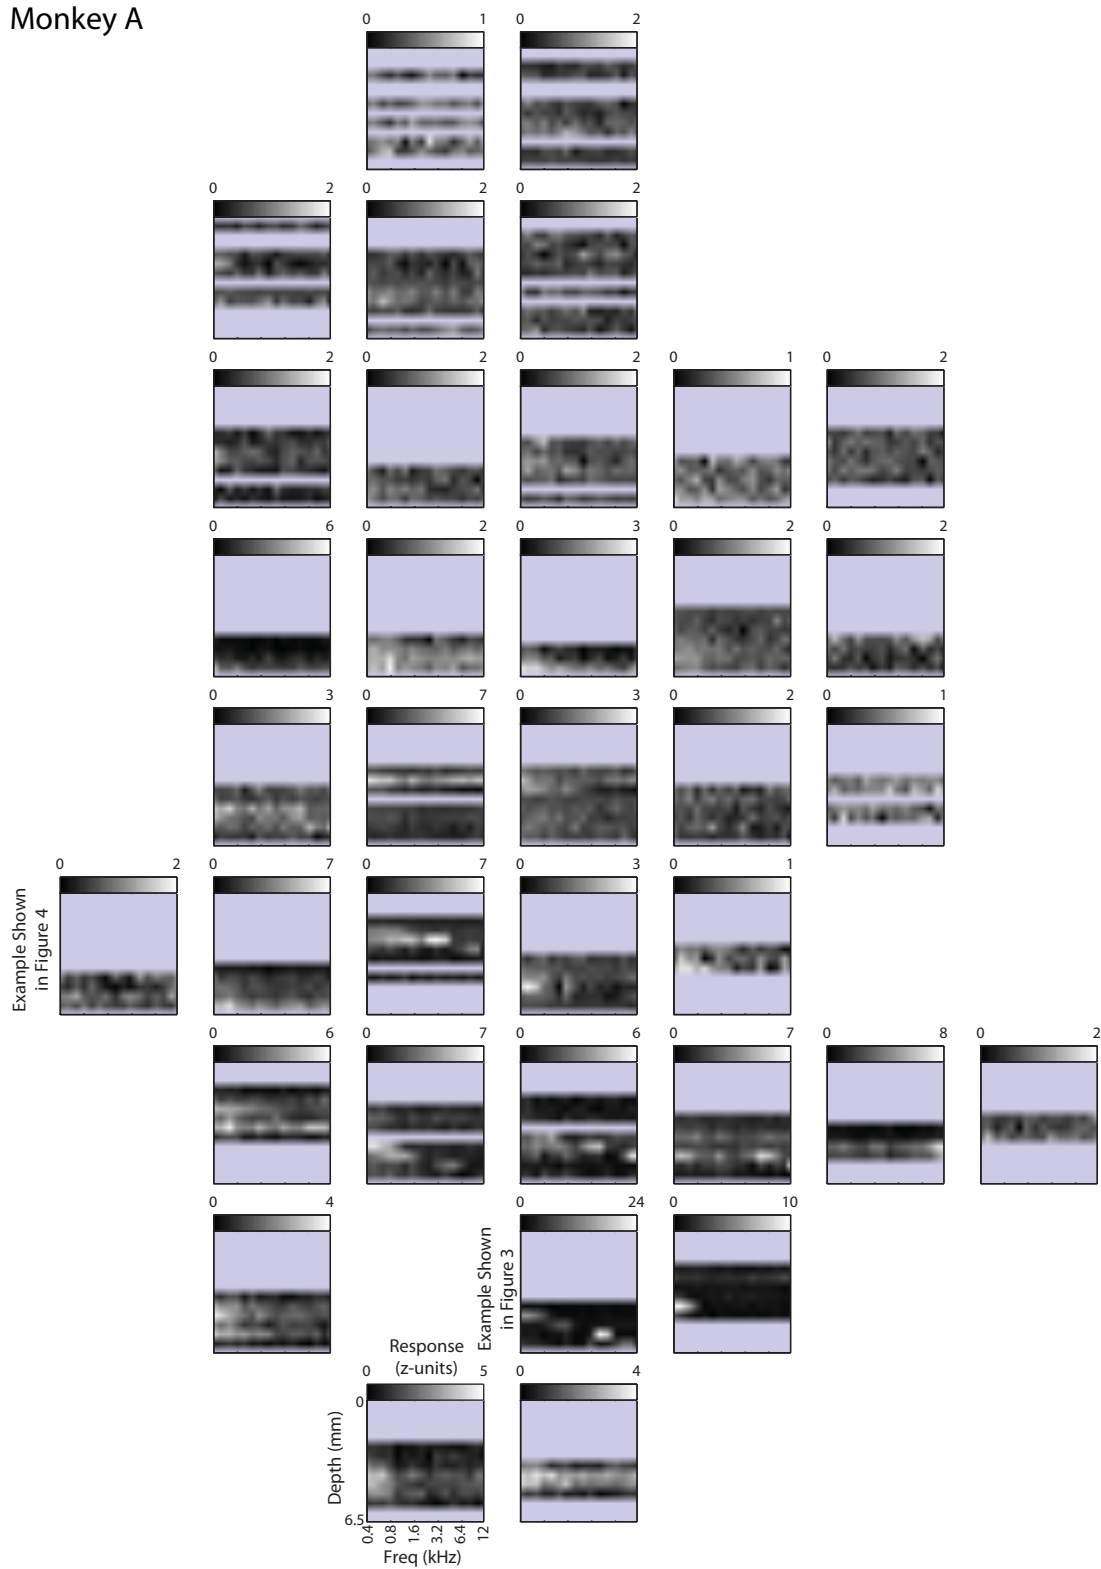 Monkey A
0 1 0 2
0 2 0 2 0 2
0 2 0 2 0 2 0 1 0 2
0 6 0 2 0 3 0 2 0 2
0 3 0 7 0 3 0 2 0 1
0 2 0 7 0 7 0 3 0 1
Example Shown
in Figure 4
0 6 0 7 0 6 0 7 0 8 0 2
0 4 0 24 0 10
Example Shown
in Figure 3
Response
(z-units)
0 5 0 4
0
Depth (mm)
6.5
0.4 0.8 1.6 3.2 6.4 12
Freq (kHz)